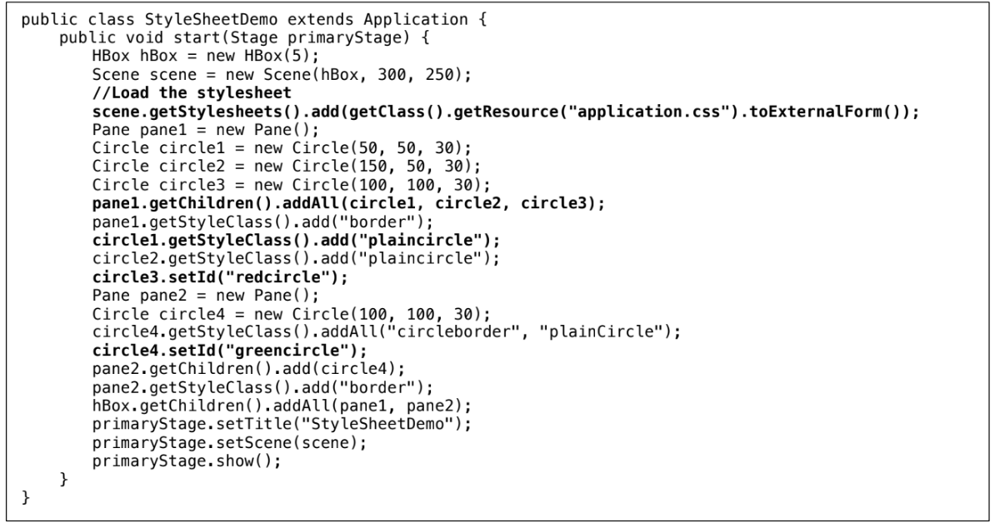 public class StyleSheetDemo extends Application {
    public void start(Stage primaryStage) {
        HBox hBox = new HBox(5);
        Scene scene = new Scene(hBox, 300, 250);
        //Load the stylesheet
        scene.getStylesheets().add(getClass().getResource("application.css").toExternalForm());
        Pane pane1 = new Pane();
        Circle circle1 = new Circle(50, 50, 30);
        Circle circle2 = new Circle(150, 50, 30);
        Circle circle3 = new Circle(100, 100, 30);
        pane1.getChildren().addAll(circle1, circle2, circle3);
        pane1.getStyleClass().add("border");
        circle1.getStyleClass().add("plaincircle");
        circle2.getStyleClass().add("plaincircle");
        circle3.setId("redcircle");
        Pane pane2 = new Pane();
        Circle circle4 = new Circle(100, 100, 30);
        circle4.getStyleClass().addAll("circleborder", "plainCircle");
        circle4.setId("greencircle");
        pane2.getChildren().add(circle4);
        pane2.getStyleClass().add("border");
        hBox.getChildren().addAll(pane1, pane2);
        primaryStage.setTitle("StyleSheetDemo");
        primaryStage.setScene(scene);
        primaryStage.show();
    }
}